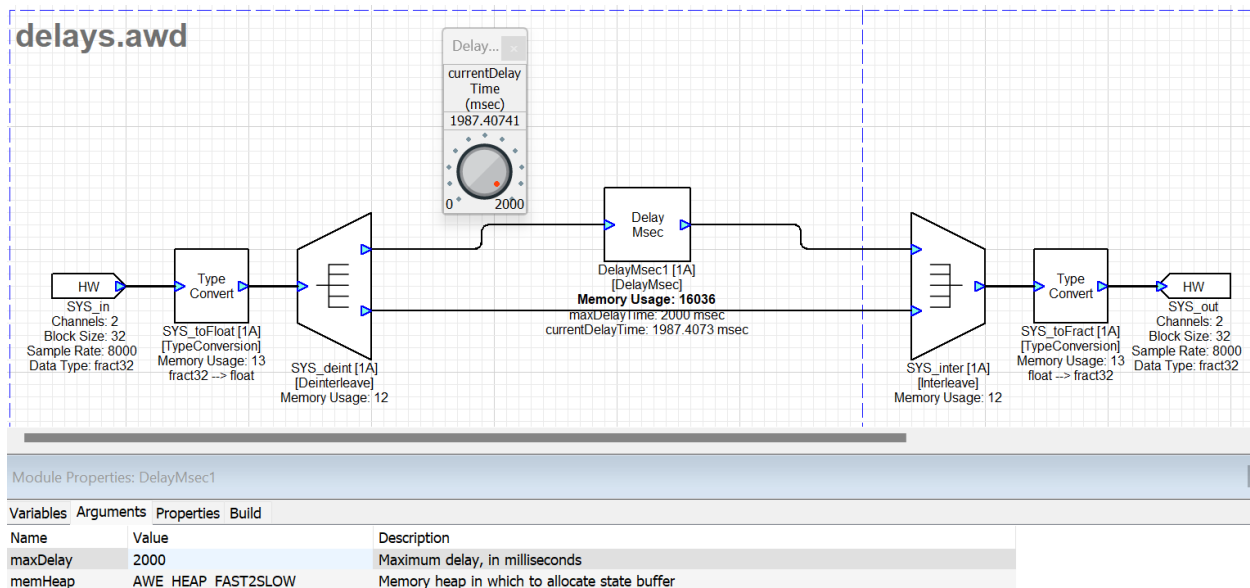 delays.awd
Delay...
currentDelay
Time
(msec)
1987.40741
0 2000
Delay
Msec
DelayMsec1 [1A]
[DelayMsec]
Memory Usage: 16036
maxDelayTime: 2000 msec
currentDelayTime: 1987.4073 msec
HW
SYS_in
Channels: 2
Block Size: 32
Sample Rate: 8000
Data Type: fract32
Type
Convert
SYS_toFloat [1A]
[TypeConversion]
Memory Usage: 13
fract32 --> float
SYS_deint [1A]
[Deinterleave]
Memory Usage: 12
SYS_inter [1A]
[Interleave]
Memory Usage: 12
Type
Convert
SYS_toFract [1A]
[TypeConversion]
Memory Usage: 13
float --> fract32
HW
SYS_out
Channels: 2
Block Size: 32
Sample Rate: 8000
Data Type: fract32
Module Properties: DelayMsec1
Variables Arguments Properties Build
Name Value Description
maxDelay 2000 Maximum delay, in milliseconds
memHeap AWE_HEAP_FAST2SLOW Memory heap in which to allocate state buffer